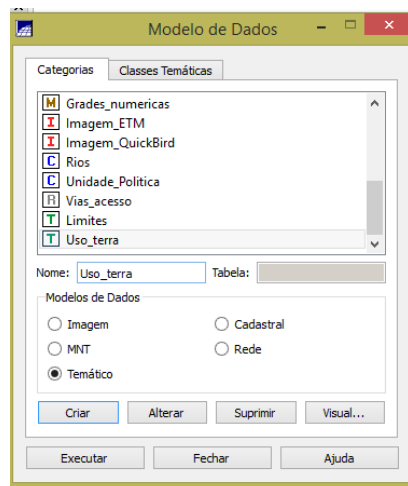 Modelo de Dados
Categorias Classes Temáticas
M Grades_numericas
I Imagem_ETM
I Imagem_QuickBird
C Rios
C Unidade_Politica
R Vias_acesso
T Limites
T Uso_terra
Nome: Uso_terra Tabela:
Modelos de Dados
Imagem Cadastral
MNT Rede
Temático
Criar Alterar Suprimir Visual...
Executar Fechar Ajuda